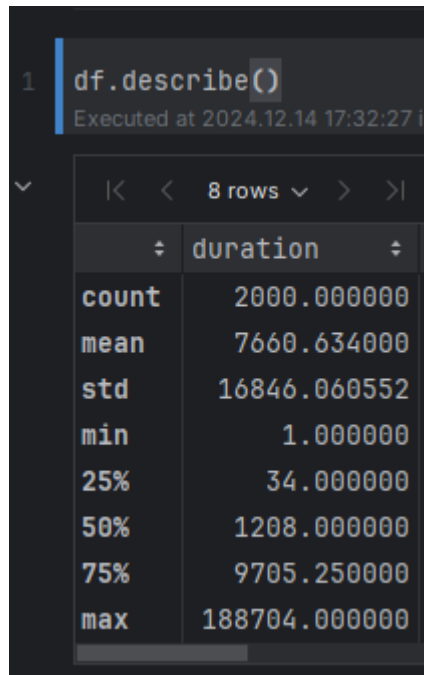 1 df.describe()
Executed at 2024.12.14 17:32:27 i
8 rows
duration
count 2000.000000
mean 7660.634000
std 16846.060552
min 1.000000
25% 34.000000
50% 1208.000000
75% 9705.250000
max 188704.000000